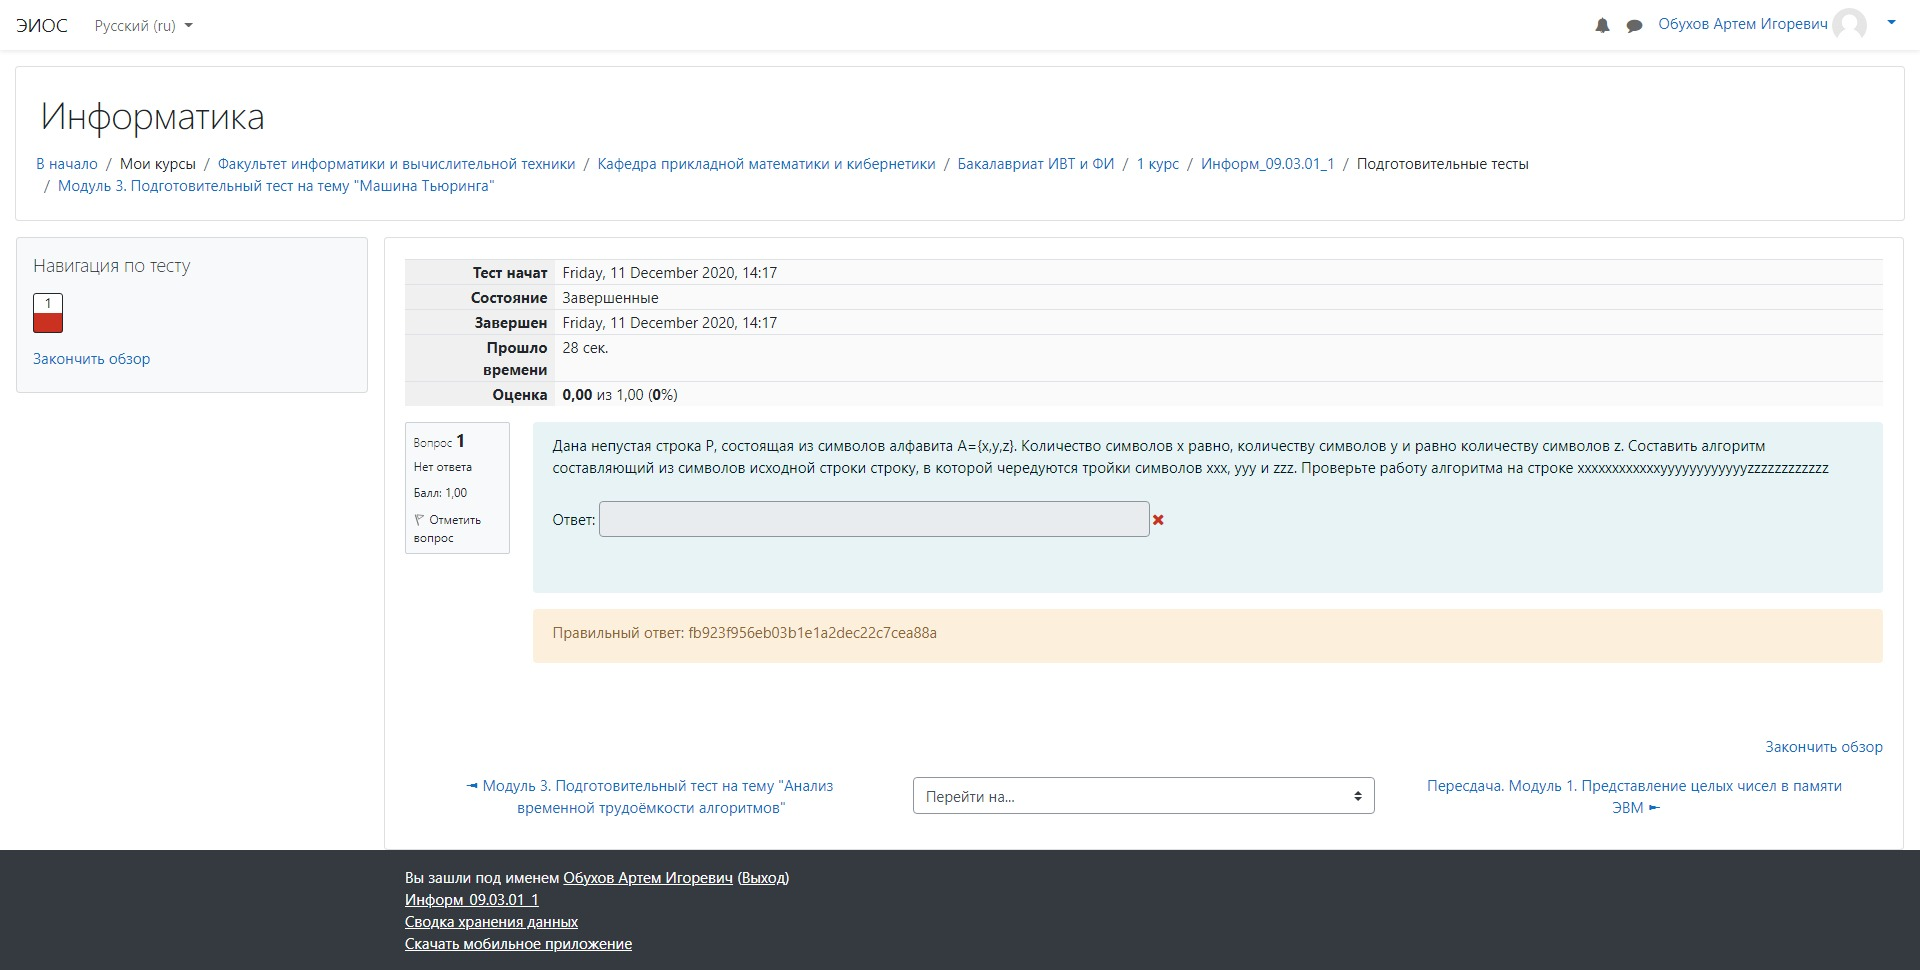 ЭИОС Русский (ru) Обухов Артем Игоревич
Информатика
В начало / Мои курсы / Факультет информатики и вычислительной техники / Кафедра прикладной математики и кибернетики / Бакалавриат ИВТ и ФИ / 1 курс / Информ_09.03.01_1 / Подготовительные тесты
/ Модуль 3. Подготовительный тест на тему "Машина Тьюринга"
Навигация по тесту
1
Закончить обзор
Тест начат Friday, 11 December 2020, 14:17
Состояние Завершенные
Завершен Friday, 11 December 2020, 14:17
Прошло 28 сек.
времени
Оценка 0,00 из 1,00 (0%)
Вопрос 1
Нет ответа
Балл: 1,00
Отметить
вопрос
Дана непустая строка P, состоящая из символов алфавита A={x,y,z}. Количество символов x равно, количеству символов y и равно количеству символов z. Составить алгоритм
составляющий из символов исходной строки строку, в которой чередуются тройки символов xxx, yyy и zzz. Проверьте работу алгоритма на строке xxxxxxxxxxxxyyyyyyyyyyyyzzzzzzzzzzzz
Ответ:
Правильный ответ: fb923f956eb03b1e1a2dec22c7cea88a
Закончить обзор
◄ Модуль 3. Подготовительный тест на тему "Анализ
временной трудоёмкости алгоритмов"
Перейти на...
Пересдача. Модуль 1. Представление целых чисел в памяти
ЭВМ ►
Вы зашли под именем Обухов Артем Игоревич (Выход)
Информ_09.03.01_1
Сводка хранения данных
Скачать мобильное приложение